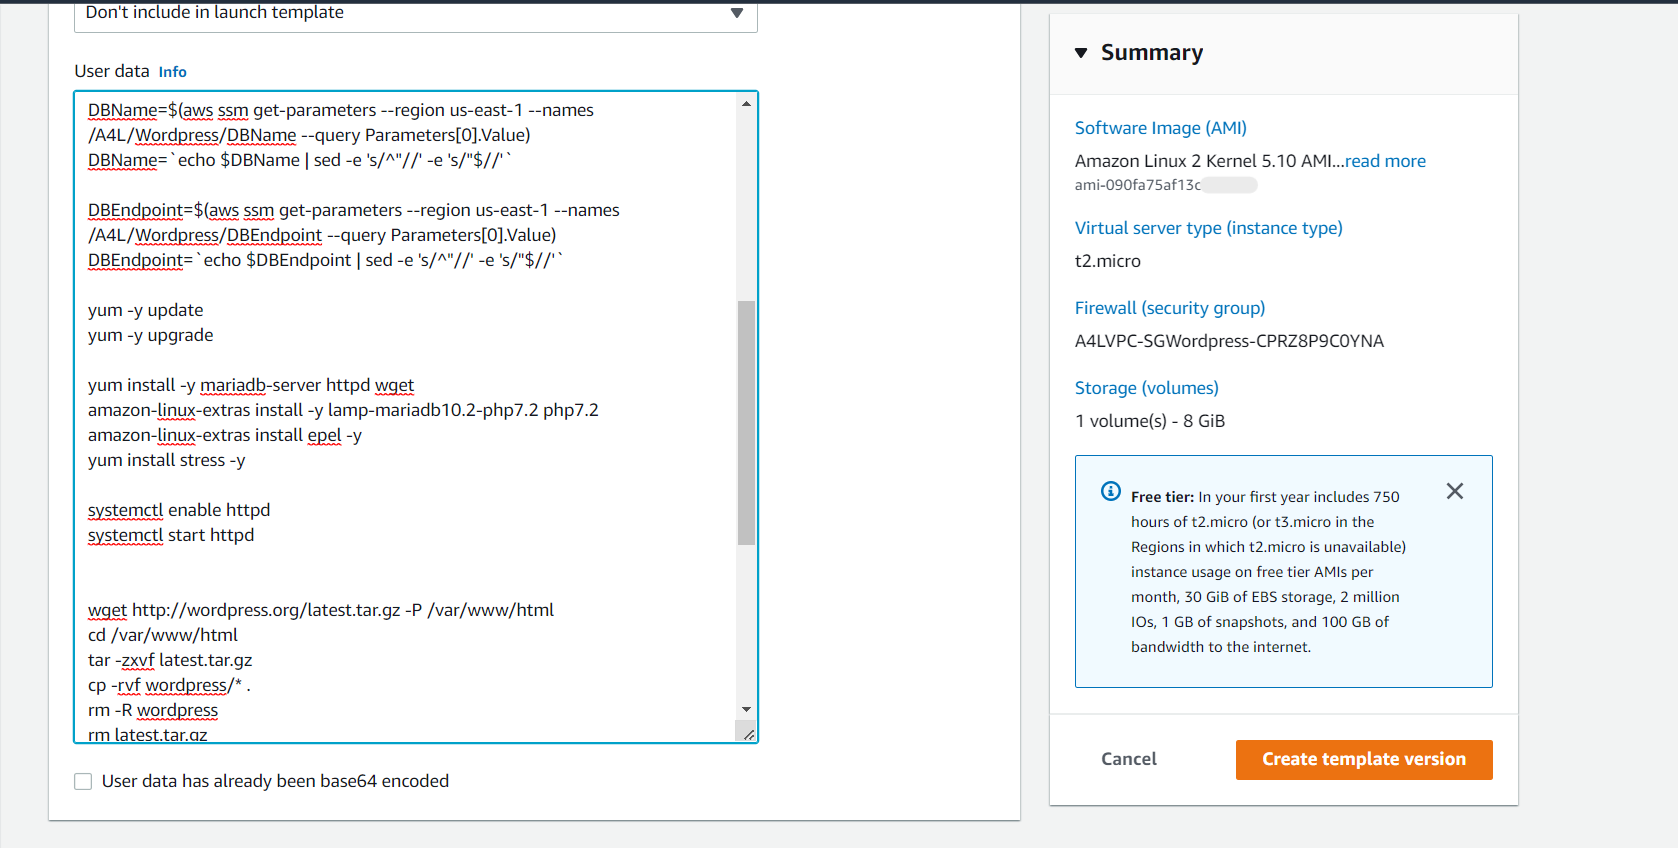 Don't include in launch template
User data Info
DBName=$(aws ssm get-parameters --region us-east-1 --names
/A4L/Wordpress/DBName --query Parameters[0].Value)
DBName=`echo $DBName | sed -e 's/^"//' -e 's/"$//'`
DBEndpoint=$(aws ssm get-parameters --region us-east-1 --names
/A4L/Wordpress/DBEndpoint --query Parameters[0].Value)
DBEndpoint=`echo $DBEndpoint | sed -e 's/^"//' -e 's/"$//'`
yum -y update
yum -y upgrade
yum install -y mariadb-server httpd wget
amazon-linux-extras install -y lamp-mariadb10.2-php7.2 php7.2
amazon-linux-extras install epel -y
yum install stress -y
systemctl enable httpd
systemctl start httpd
wget http://wordpress.org/latest.tar.gz -P /var/www/html
cd /var/www/html
tar -zxvf latest.tar.gz
cp -rvf wordpress/* .
rm -R wordpress
rm latest.tar.gz
User data has already been base64 encoded
Summary
Software Image (AMI)
Amazon Linux 2 Kernel 5.10 AMI...read more
ami-090fa75af13c
Virtual server type (instance type)
t2.micro
Firewall (security group)
A4LVPC-SGWordpress-CPRZ8P9C0YNA
Storage (volumes)
1 volume(s) - 8 GiB
Free tier: In your first year includes 750
hours of t2.micro (or t3.micro in the
Regions in which t2.micro is unavailable)
instance usage on free tier AMIs per
month, 30 GiB of EBS storage, 2 million
IOs, 1 GB of snapshots, and 100 GB of
bandwidth to the internet.
Cancel
Create template version